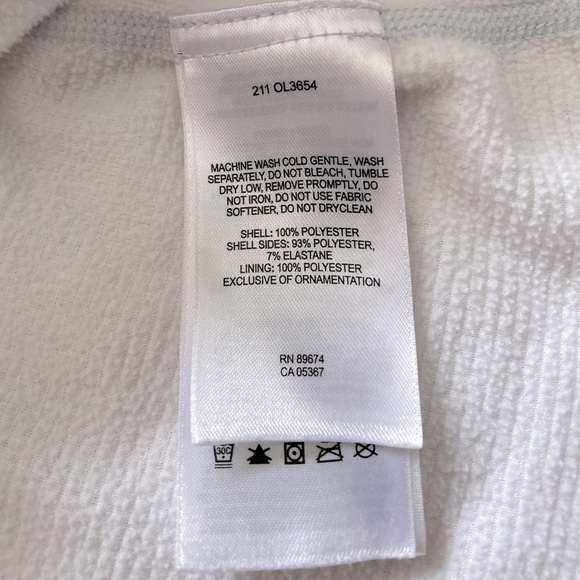 211 OL3654
MACHINE WASH COLD GENTLE, WASH
SEPARATELY, DO NOT BLEACH, TUMBLE
DRY LOW, REMOVE PROMPTLY, DO
NOT IRON, DO NOT USE FABRIC
SOFTENER, DO NOT DRYCLEAN
SHELL: 100% POLYESTER
SHELL SIDES: 93% POLYESTER,
7% ELASTANE
LINING: 100% POLYESTER
EXCLUSIVE OF ORNAMENTATION
RN 89674
CA 05367
30C